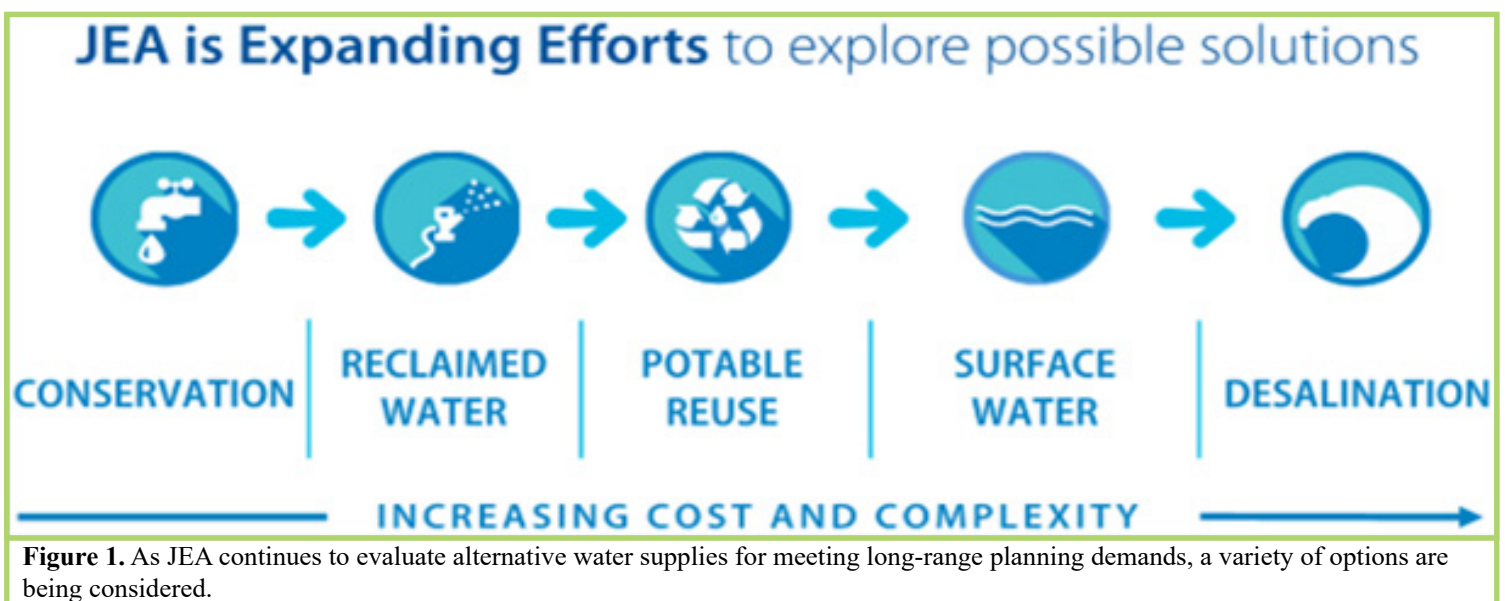 JEA is Expanding Efforts to explore possible solutions
CONSERVATION
RECLAIMED
WATER
POTABLE
REUSE
SURFACE
WATER
DESALINATION
INCREASING COST AND COMPLEXITY
Figure 1. As JEA continues to evaluate alternative water supplies for meeting long-range planning demands, a variety of options are
being considered.